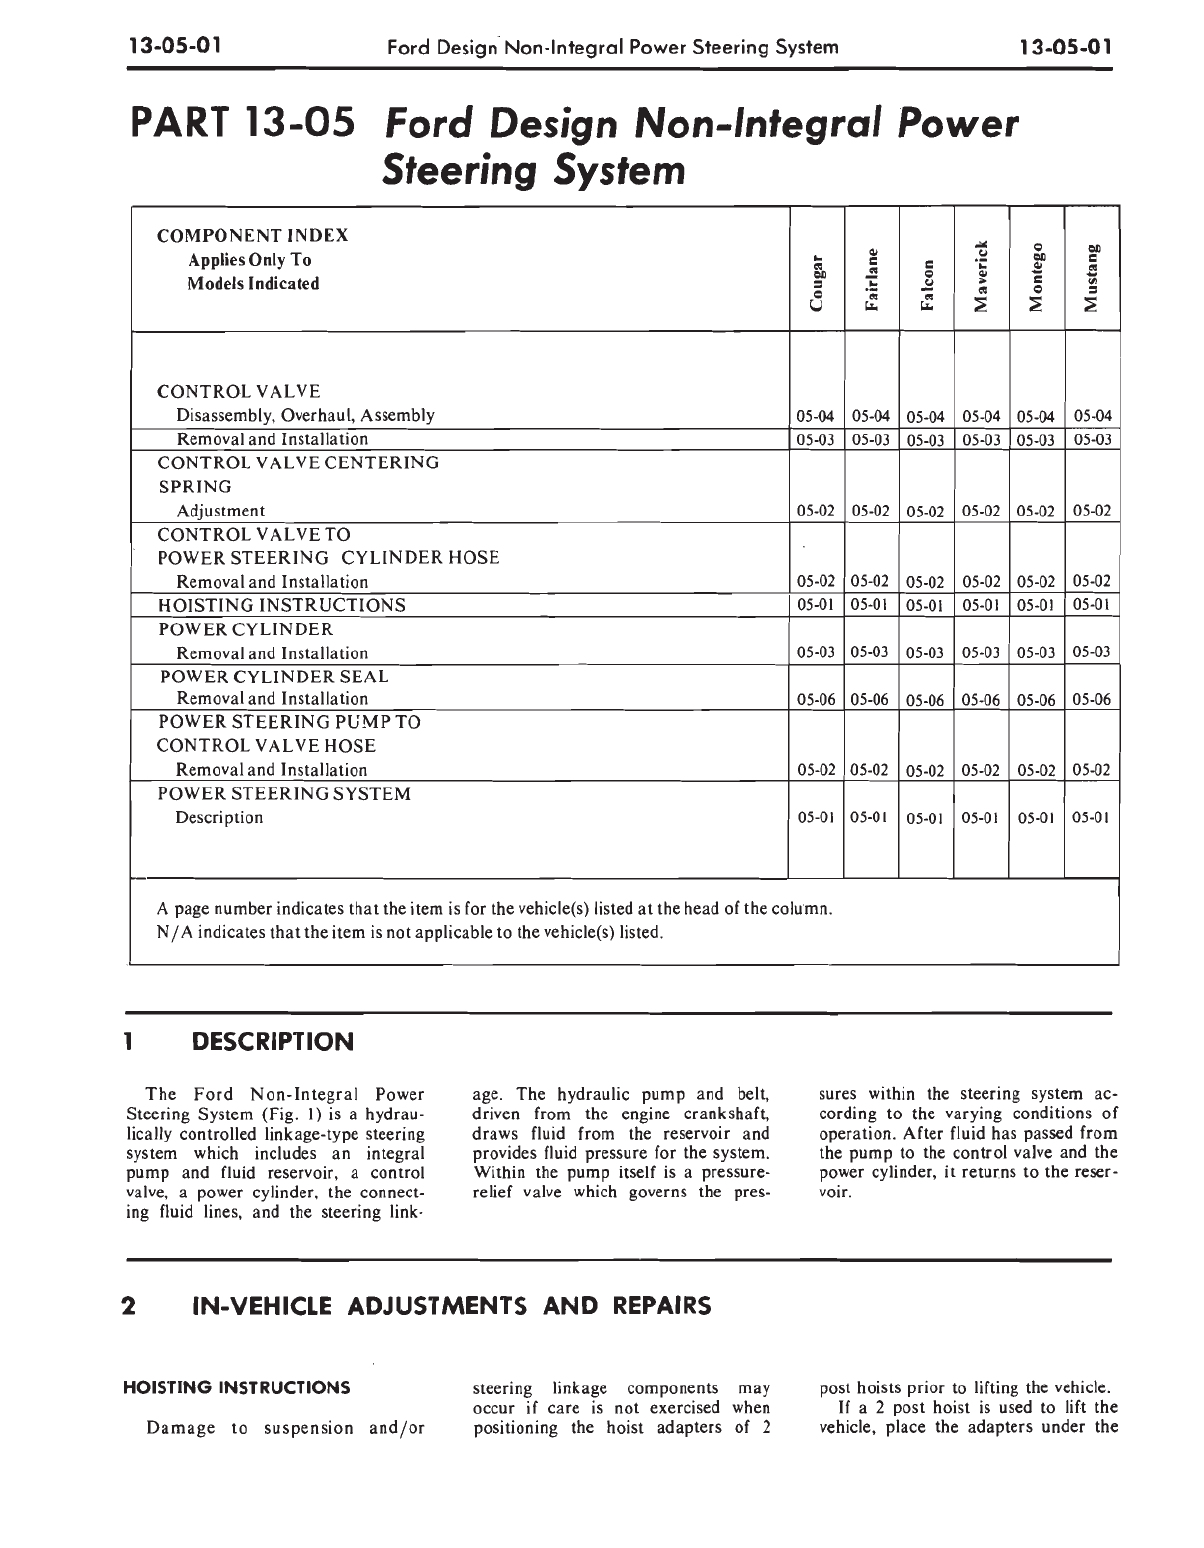 13-05-01 Ford Design Non-Integral Power Steering System 13-05-01
PART 13-05 Ford Design Non-Integral Power
Steering System
COMPONENT INDEX
Applies Only To
Models Indicated
Cougar
Fairlane
Falcon
Maverick
Montego
Mustang
CONTROL VALVE
Disassembly, Overhaul, Assembly 05-04 05-04 05-04 05-04 05-04 05-04
Removal and Installation 05-03 05-03 05-03 05-03 05-03 05-03
CONTROL VALVE CENTERING
SPRING
Adjustment 05-02 05-02 05-02 05-02 05-02 05-02
CONTROL VALVE TO
POWER STEERING CYLINDER HOSE
Removal and Installation 05-02 05-02 05-02 05-02 05-02 05-02
HOISTING INSTRUCTIONS 05-01 05-01 05-01 05-01 05-01 05-01
POWER CYLINDER
Removal and Installation 05-03 05-03 05-03 05-03 05-03 05-03
POWER CYLINDER SEAL
Removal and Installation 05-06 05-06 05-06 05-06 05-06 05-06
POWER STEERING PUMP TO
CONTROL VALVE HOSE
Removal and Installation 05-02 05-02 05-02 05-02 05-02 05-02
POWER STEERING SYSTEM
Description 05-01 05-01 05-01 05-01 05-01 05-01
A page number indicates that the item is for the vehicle(s) listed at the head of the column.
N/A indicates that the item is not applicable to the vehicle(s) listed.
1 DESCRIPTION
The Ford Non-Integral Power
Steering System (Fig. 1) is a hydrau-
lically controlled linkage-type steering
system which includes an integral
pump and fluid reservoir, a control
valve, a power cylinder, the connect-
ing fluid lines, and the steering link-
age. The hydraulic pump and belt,
driven from the engine crankshaft,
draws fluid from the reservoir and
provides fluid pressure for the system.
Within the pump itself is a pressure-
relief valve which governs the pres-
sures within the steering system ac-
cording to the varying conditions of
operation. After fluid has passed from
the pump to the control valve and the
power cylinder, it returns to the reser-
voir.
2 IN-VEHICLE ADJUSTMENTS AND REPAIRS
HOISTING INSTRUCTIONS
Damage to suspension and/or
steering linkage components may
occur if care is not exercised when
positioning the hoist adapters of 2
post hoists prior to lifting the vehicle.
If a 2 post hoist is used to lift the
vehicle, place the adapters under the